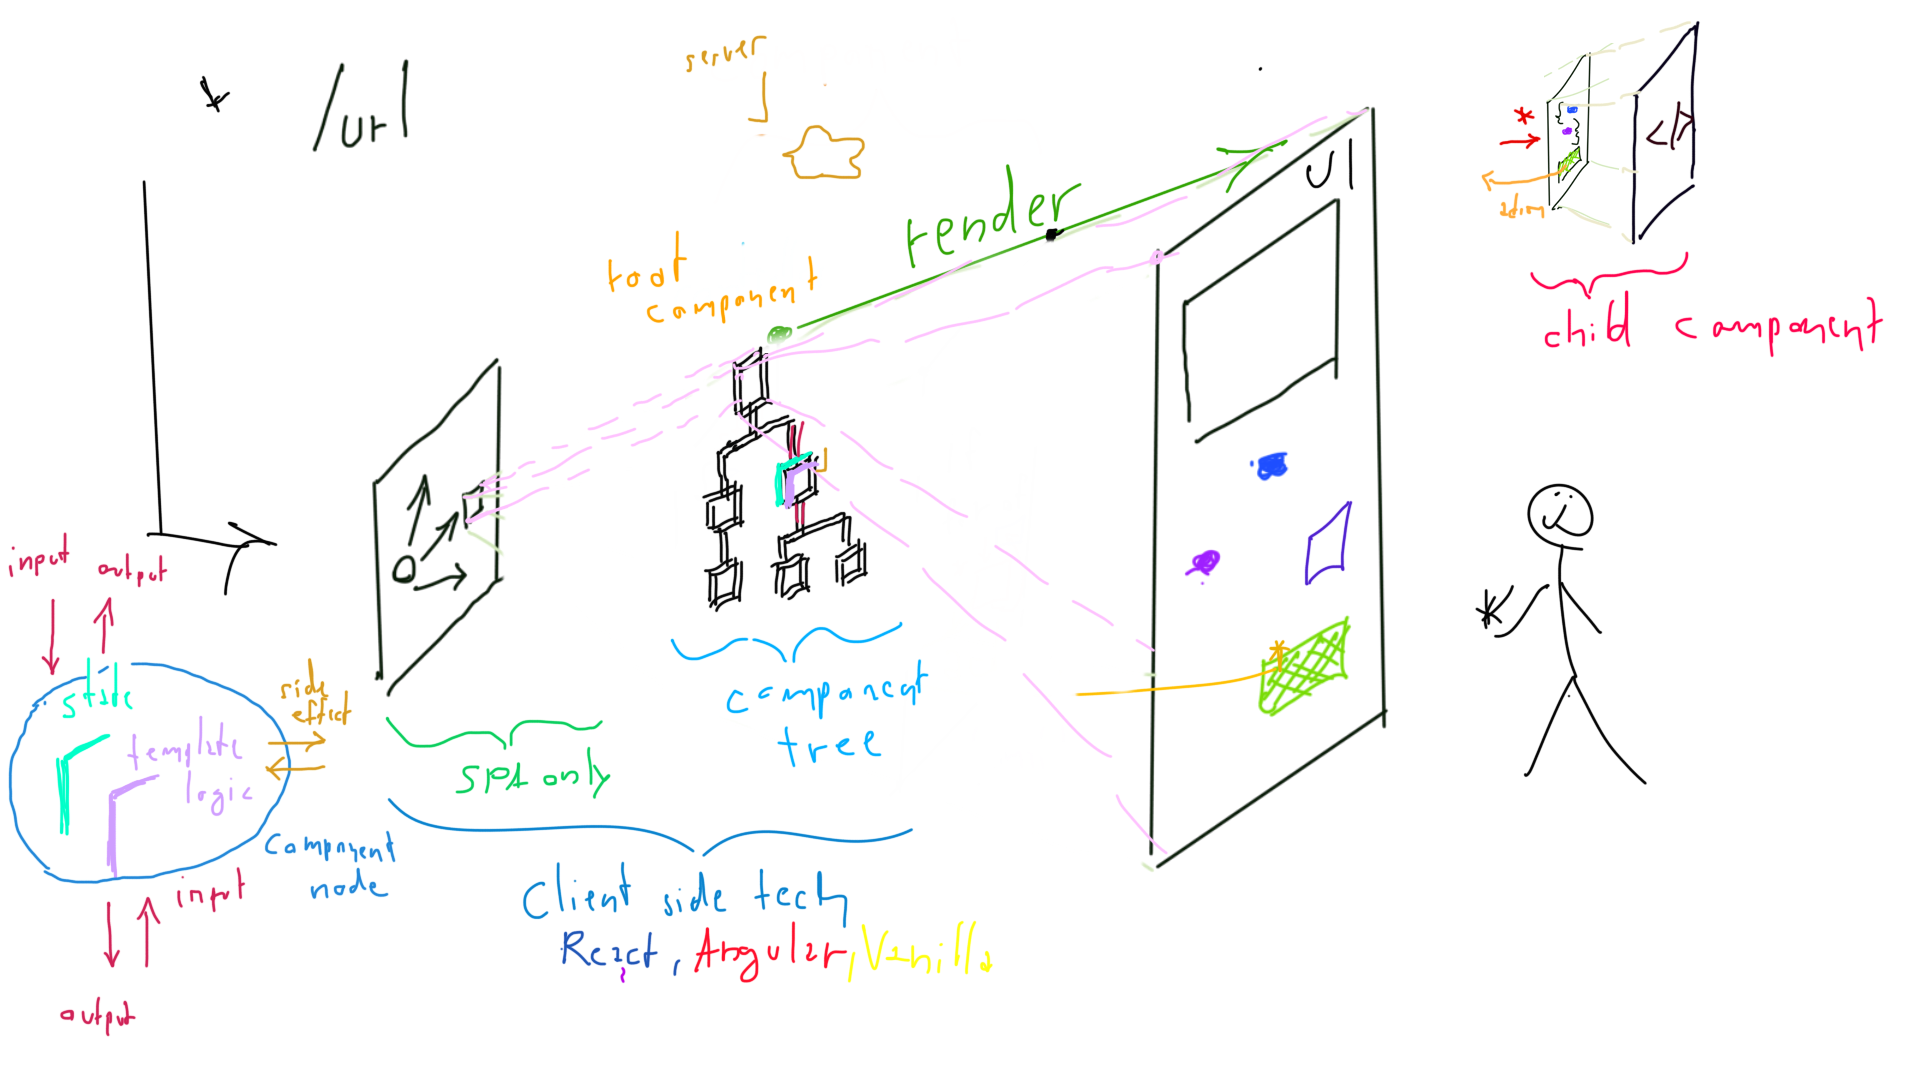 server
/url
UI
</>
render
root
component
action
child component
input
output
state
side
effect
template
logic
component
node
input
output
component
tree
SPA only
Client side tech
React, Angular, Vanilla